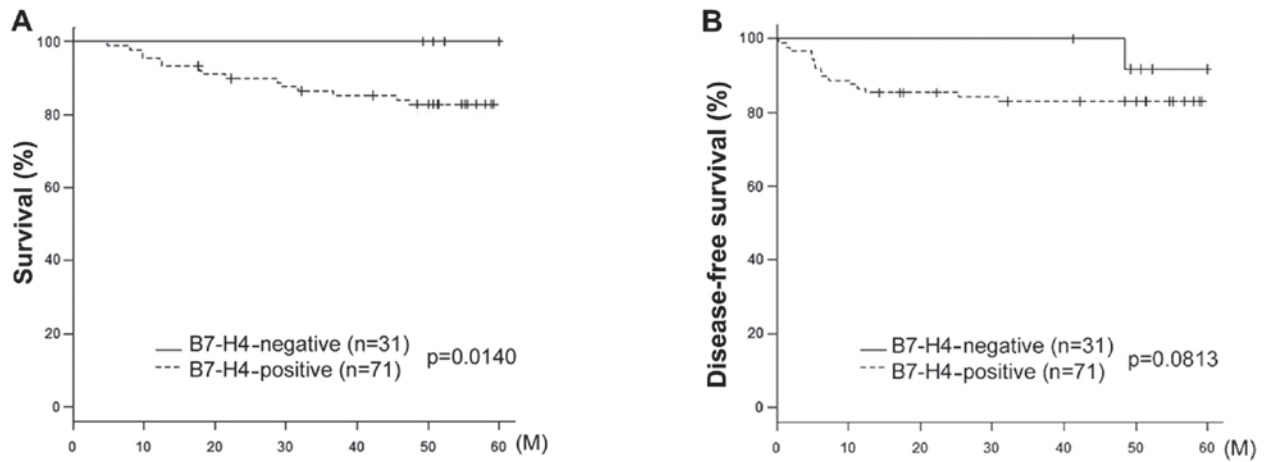 A
Survival (%)
100
80
60
40
20
0
B7-H4-negative (n=31)
B7-H4-positive (n=71)
p=0.0140
0 10 20 30 40 50 60 (M)
B
Disease-free survival (%)
100
80
60
40
20
0
B7-H4-negative (n=31)
B7-H4-positive (n=71)
p=0.0813
0 10 20 30 40 50 60 (M)